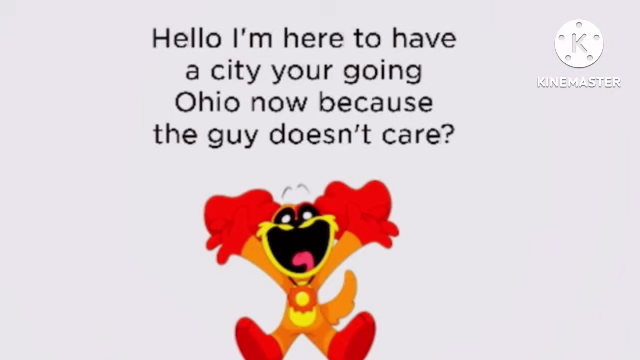 Hello I'm here to have
a city your going
Ohio now because
the guy doesn't care?
K
KINEMASTER